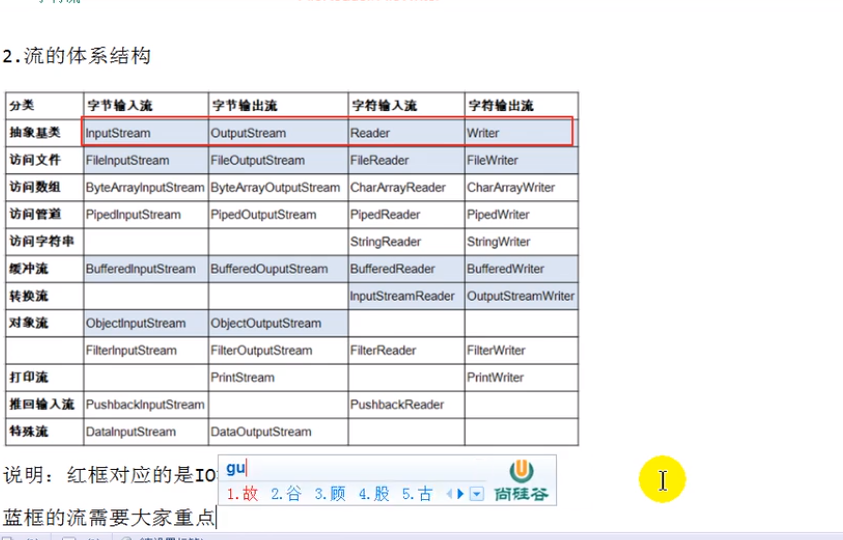 2.流的体系结构
分类 字节输入流 字节输出流 字符输入流 字符输出流
抽象基类 InputStream OutputStream Reader Writer
访问文件 FileInputStream FileOutputStream FileReader FileWriter
访问数组 ByteArrayInputStream ByteArrayOutputStream CharArrayReader CharArrayWriter
访问管道 PipedInputStream PipedOutputStream PipedReader PipedWriter
访问字符串 StringReader StringWriter
缓冲流 BufferedInputStream BufferedOuputStream BufferedReader BufferedWriter
转换流 InputStreamReader OutputStreamWriter
对象流 ObjectInputStream ObjectOutputStream
FilterInputStream FilterOutputStream FilterReader FilterWriter
打印流 PrintStream PrintWriter
推回输入流 PushbackInputStream PushbackReader
特殊流 DataInputStream DataOutputStream
说明：红框对应的是IO
gu
1.故 2.谷 3.顾 4.股 5.古
尚硅谷
蓝框的流需要大家重点